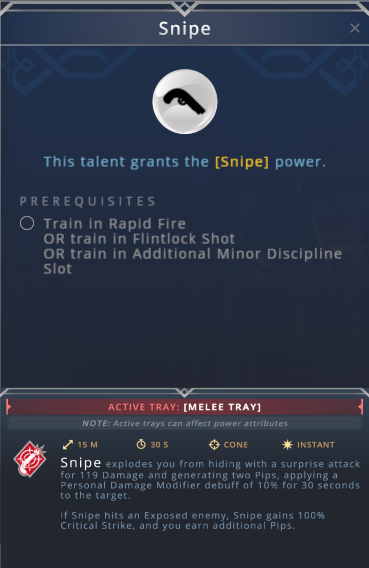 Snipe
This talent grants the [Snipe] power.
PREREQUISITES
Train in Rapid Fire
OR train in Flintlock Shot
OR train in Additional Minor Discipline
Slot
ACTIVE TRAY: [MELEE TRAY]
NOTE: Active trays can affect power attributes
15 M 30 S CONE INSTANT
Snipe explodes you from hiding with a surprise attack
for 119 Damage and generating two Pips, applying a
Personal Damage Modifier debuff of 10% for 30 seconds
to the target.
If Snipe hits an Exposed enemy, Snipe gains 100%
Critical Strike, and you earn additional Pips.